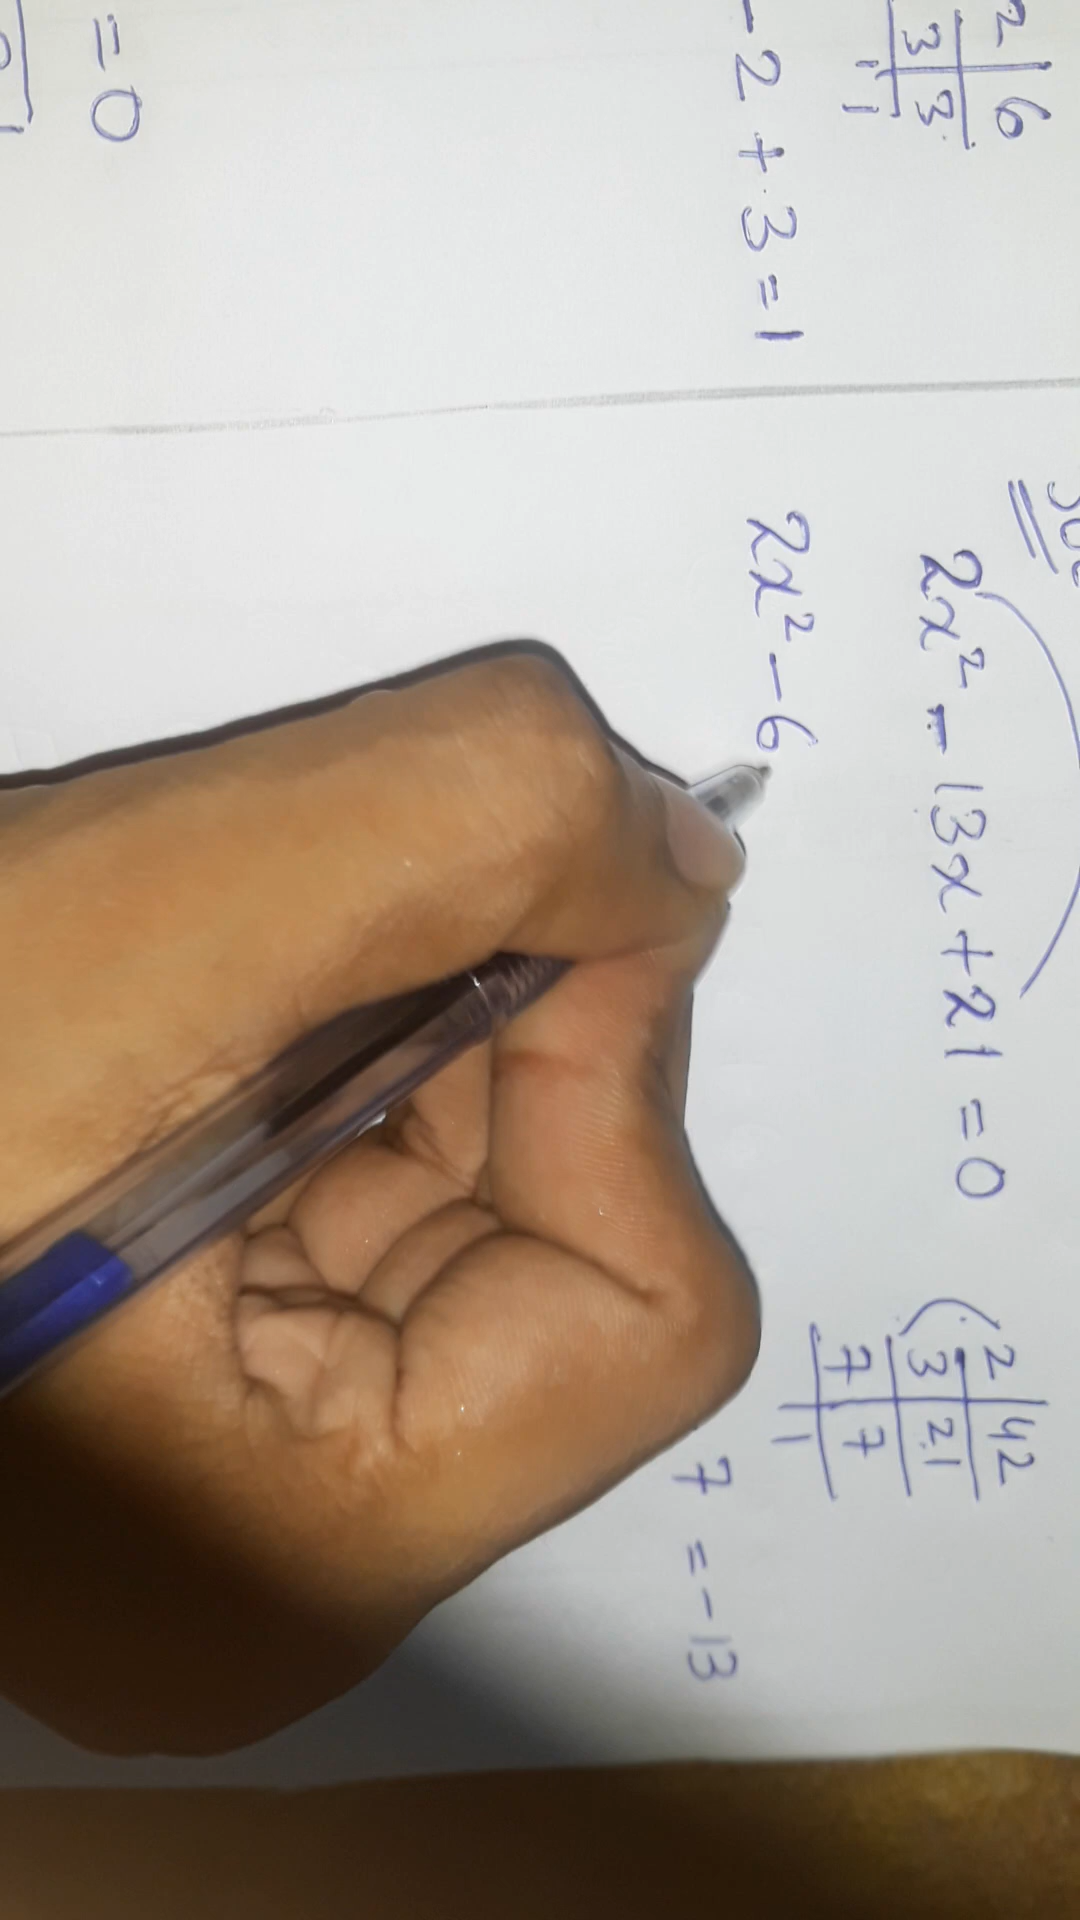 2 | 6
3 | 3
1 | 1
- 2 + 3 = 1
= 0
2x² - 13x + 21 = 0
2 | 42
3 | 21
7 | 7
1
7 = -13
2x² - 6